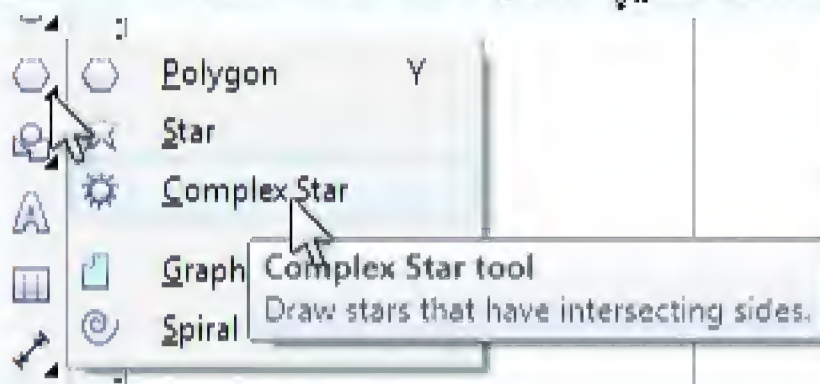 Polygon Y
Star
Complex Star
Graph
Complex Star tool
Draw stars that have intersecting sides.
Spiral